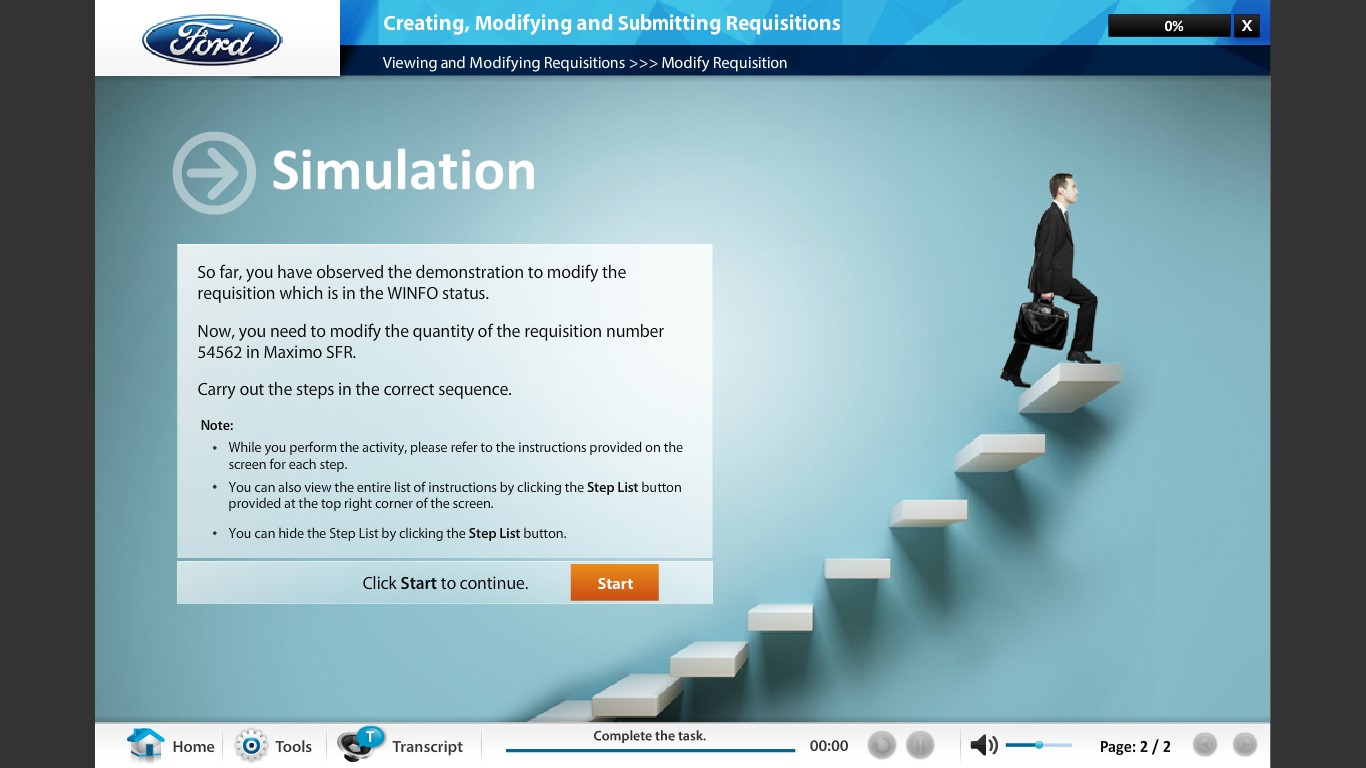 Ford
Creating, Modifying and Submitting Requisitions
0%
X
Viewing and Modifying Requisitions >>> Modify Requisition
Simulation
So far, you have observed the demonstration to modify the
requisition which is in the WINFO status.
Now, you need to modify the quantity of the requisition number
54562 in Maximo SFR.
Carry out the steps in the correct sequence.
Note:
• While you perform the activity, please refer to the instructions provided on the
screen for each step.
• You can also view the entire list of instructions by clicking the Step List button
provided at the top right corner of the screen.
• You can hide the Step List by clicking the Step List button.
Click Start to continue.
Start
Home
Tools
T
Transcript
Complete the task.
00:00
Page: 2 / 2